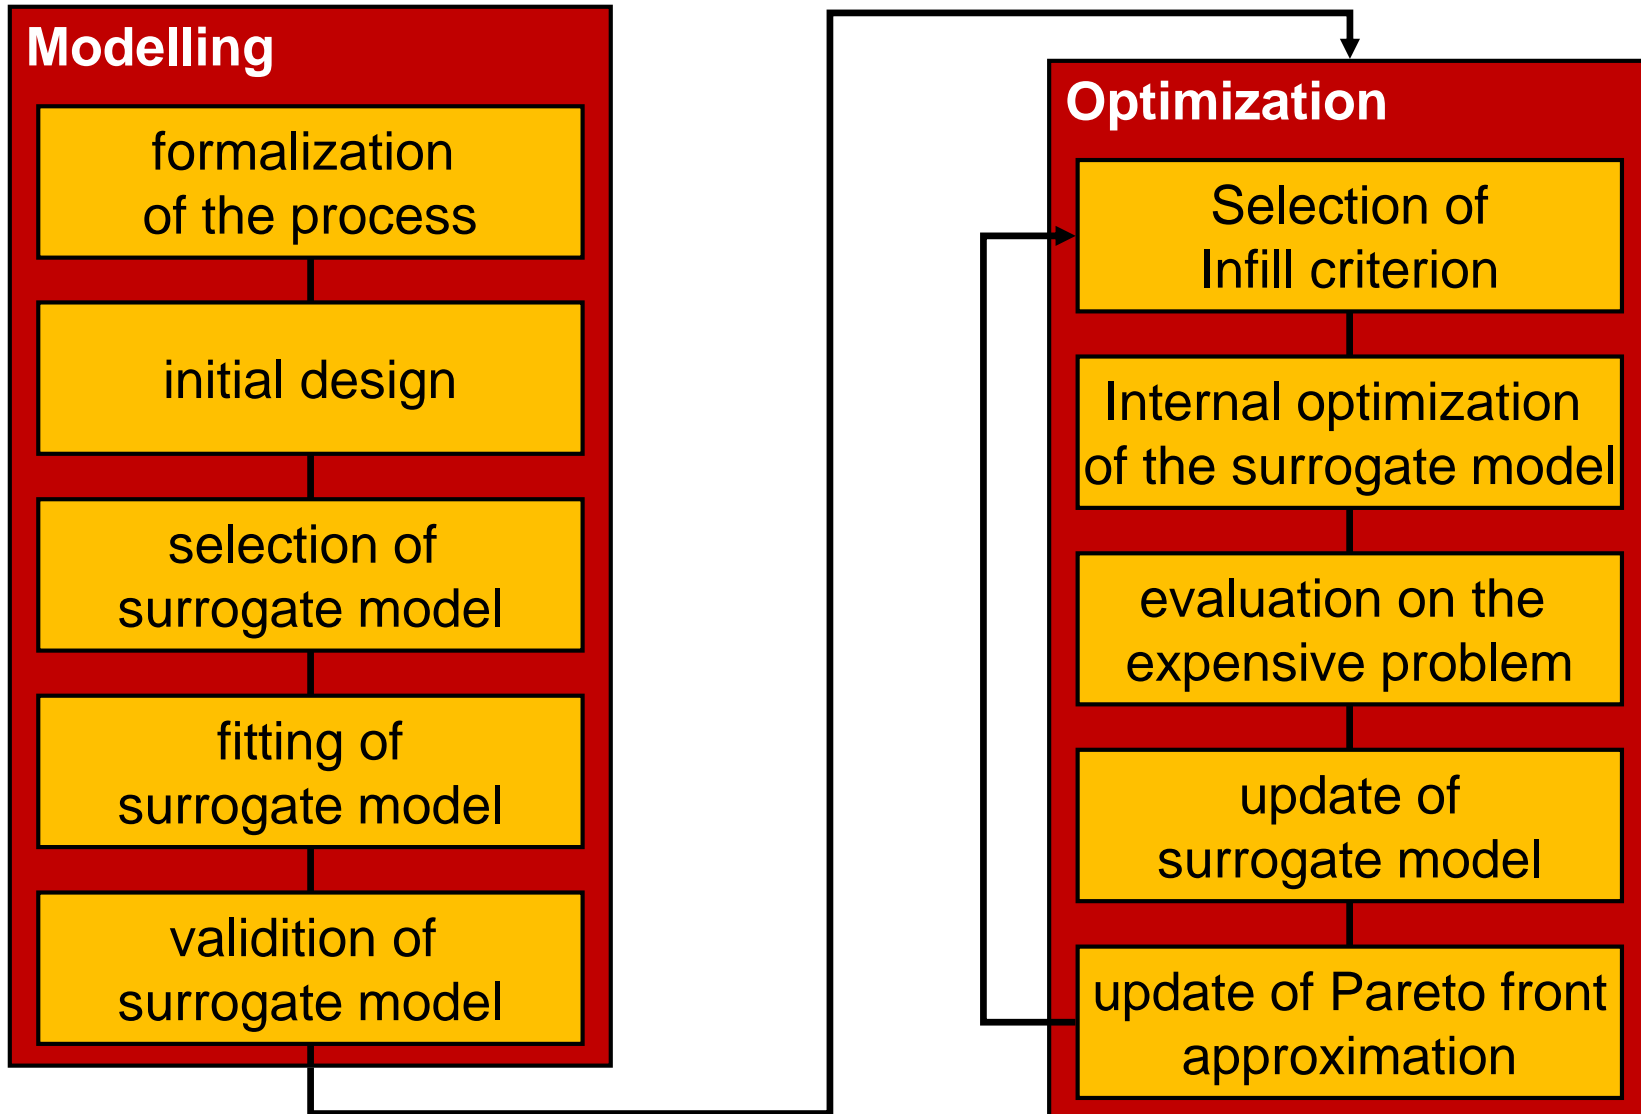 Modelling
formalization
of the process
initial design
selection of
surrogate model
fitting of
surrogate model
validition of
surrogate model
Optimization
Selection of
Infill criterion
Internal optimization
of the surrogate model
evaluation on the
expensive problem
update of
surrogate model
update of Pareto front
approximation